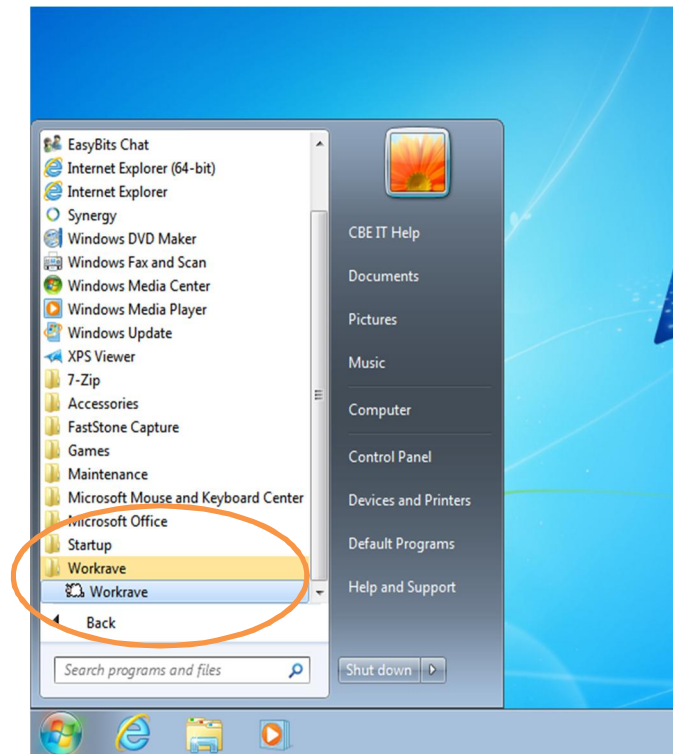 EasyBits Chat
Internet Explorer (64-bit)
Internet Explorer
Synergy
Windows DVD Maker
Windows Fax and Scan
Windows Media Center
Windows Media Player
Windows Update
XPS Viewer
7-Zip
Accessories
FastStone Capture
Games
Maintenance
Microsoft Mouse and Keyboard Center
Microsoft Office
Startup
Workrave
Workrave
Back
Search programs and files
CBE IT Help
Documents
Pictures
Music
Computer
Control Panel
Devices and Printers
Default Programs
Help and Support
Shut down